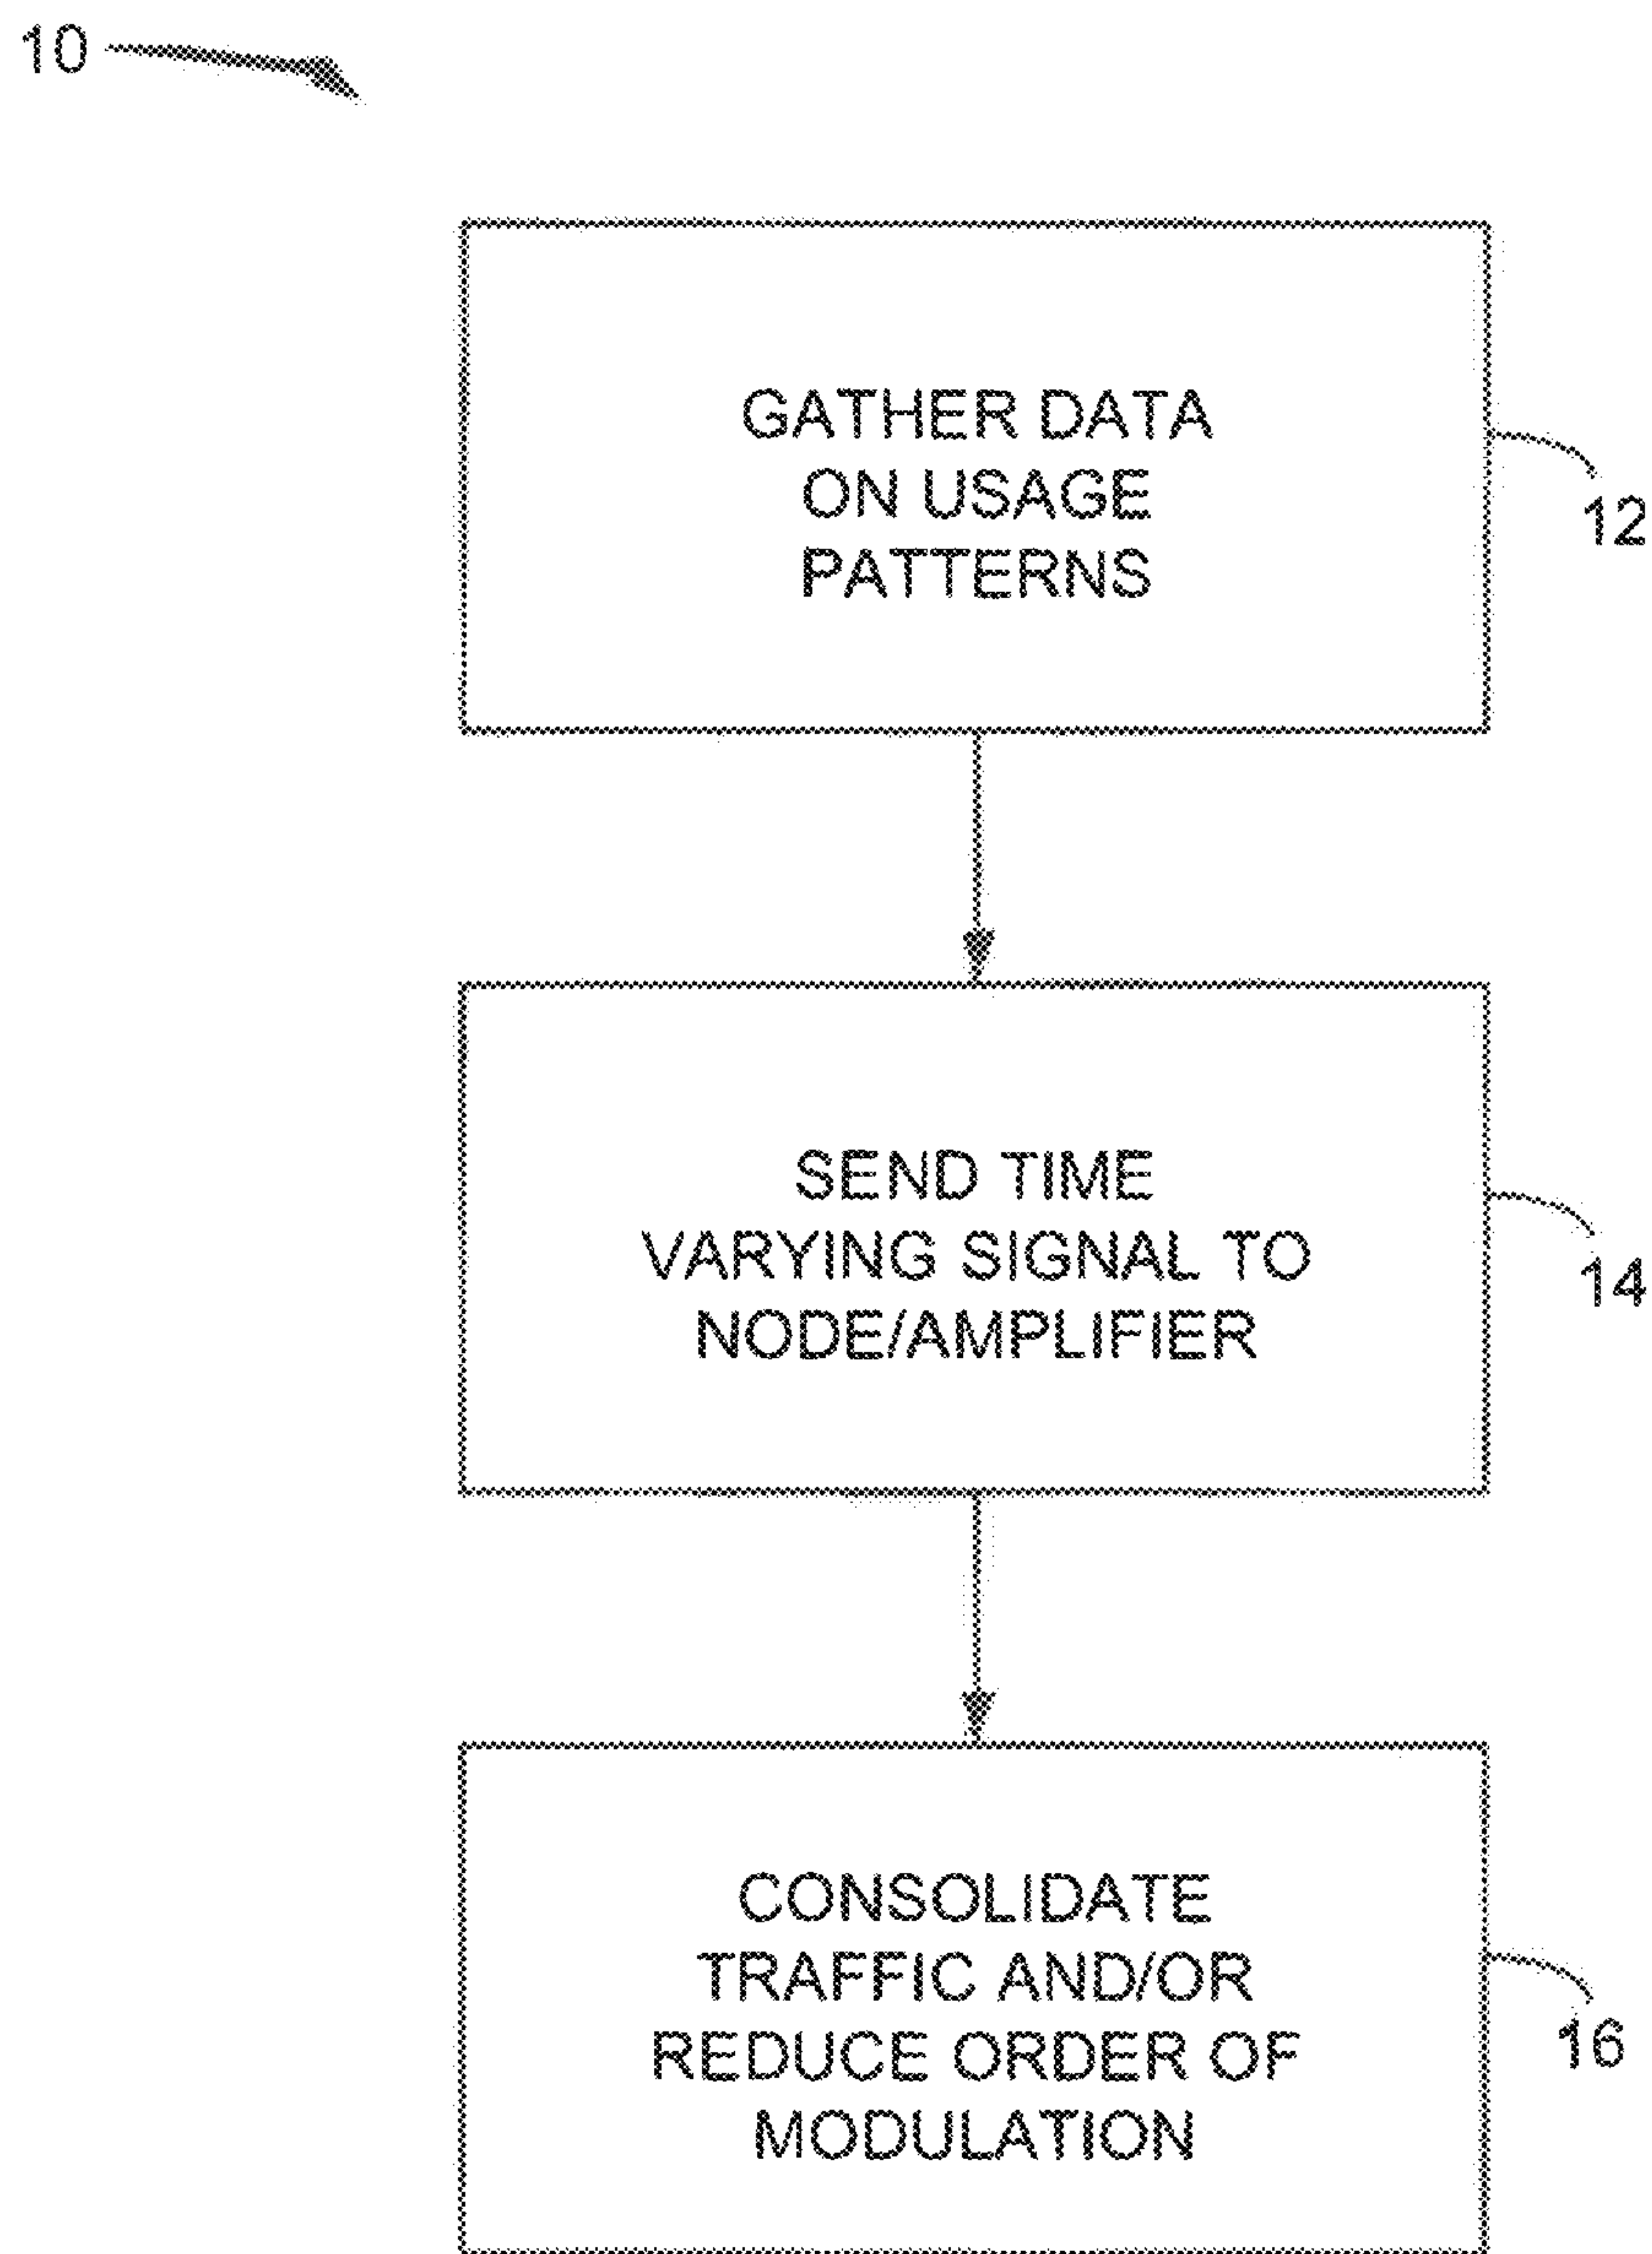 10
GATHER DATA
ON USAGE
PATTERNS
12
SEND TIME
VARYING SIGNAL TO
NODE/AMPLIFIER
14
CONSOLIDATE
TRAFFIC AND/OR
REDUCE ORDER OF
MODULATION
16